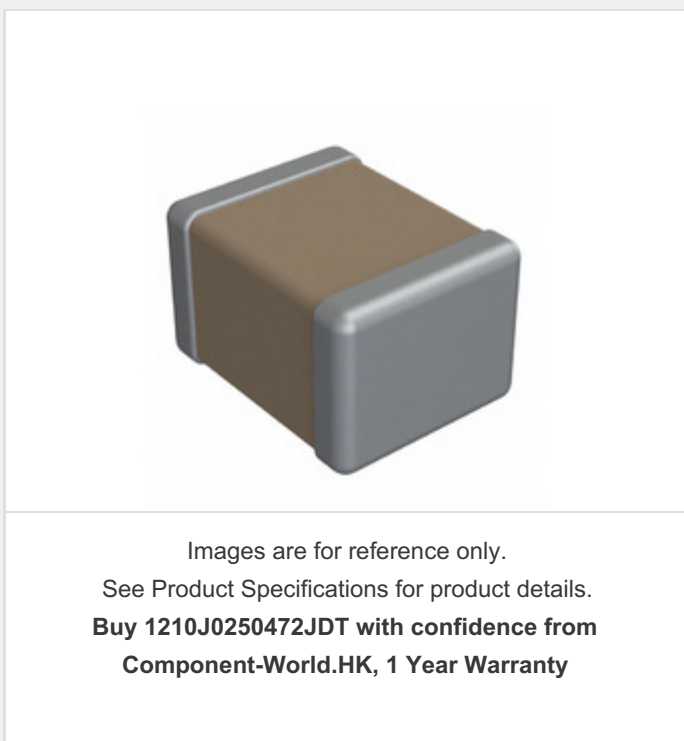 Images are for reference only.
See Product Specifications for product details.
Buy 1210J0250472JDT with confidence from
Component-World.HK, 1 Year Warranty